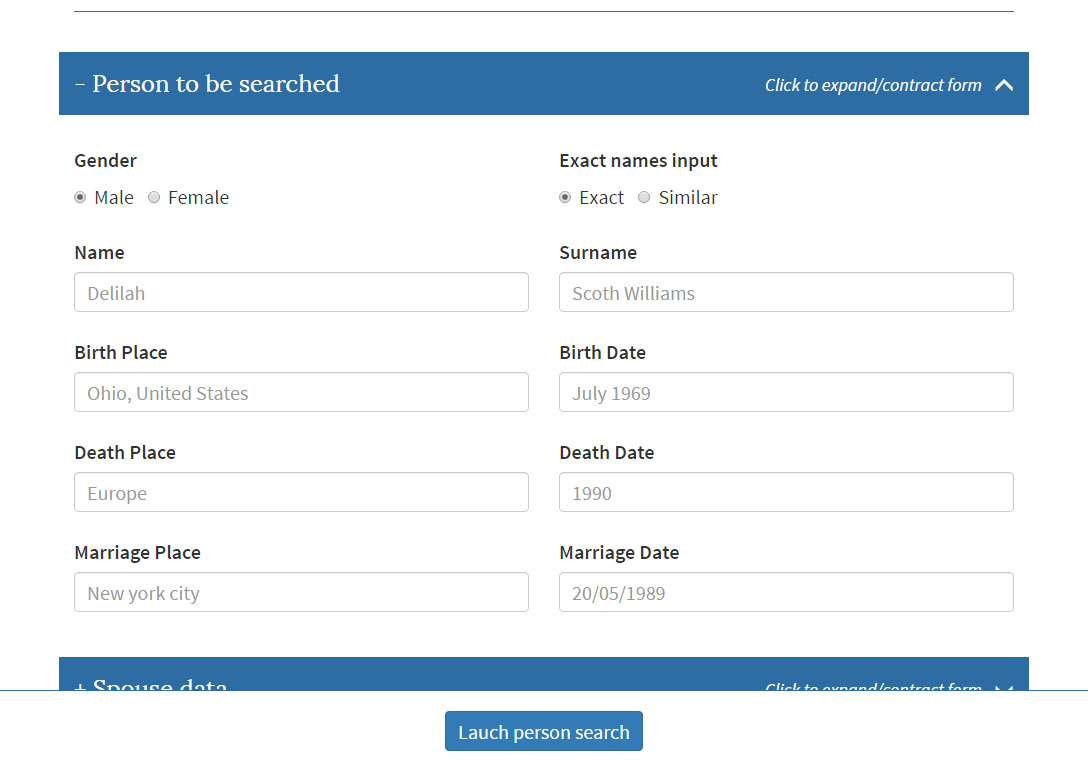 – Person to be searched Click to expand/contract form
Gender Exact names input
Male Female Exact Similar
Name Surname
Delilah Scoth Williams
Birth Place Birth Date
Ohio, United States July 1969
Death Place Death Date
Europe 1990
Marriage Place Marriage Date
New york city 20/05/1989
+ Spouse data Click to expand/contract form
Lauch person search